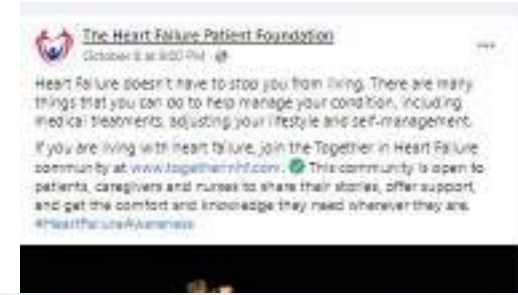 The Heart Failure Patient Foundation
October 6 at 9:00 PM ·
Heart Failure doesn't have to stop you from living. There are many
things that you can do to help manage your condition, including
medical treatments, adjusting your lifestyle and self-management.
If you are living with heart failure, join the Together in Heart Failure
community at www.togetherinhf.com. ✅ This community is open to
patients, caregivers and nurses to share their stories, offer support,
and get the comfort and knowledge they need wherever they are.
#HeartFailureAwareness